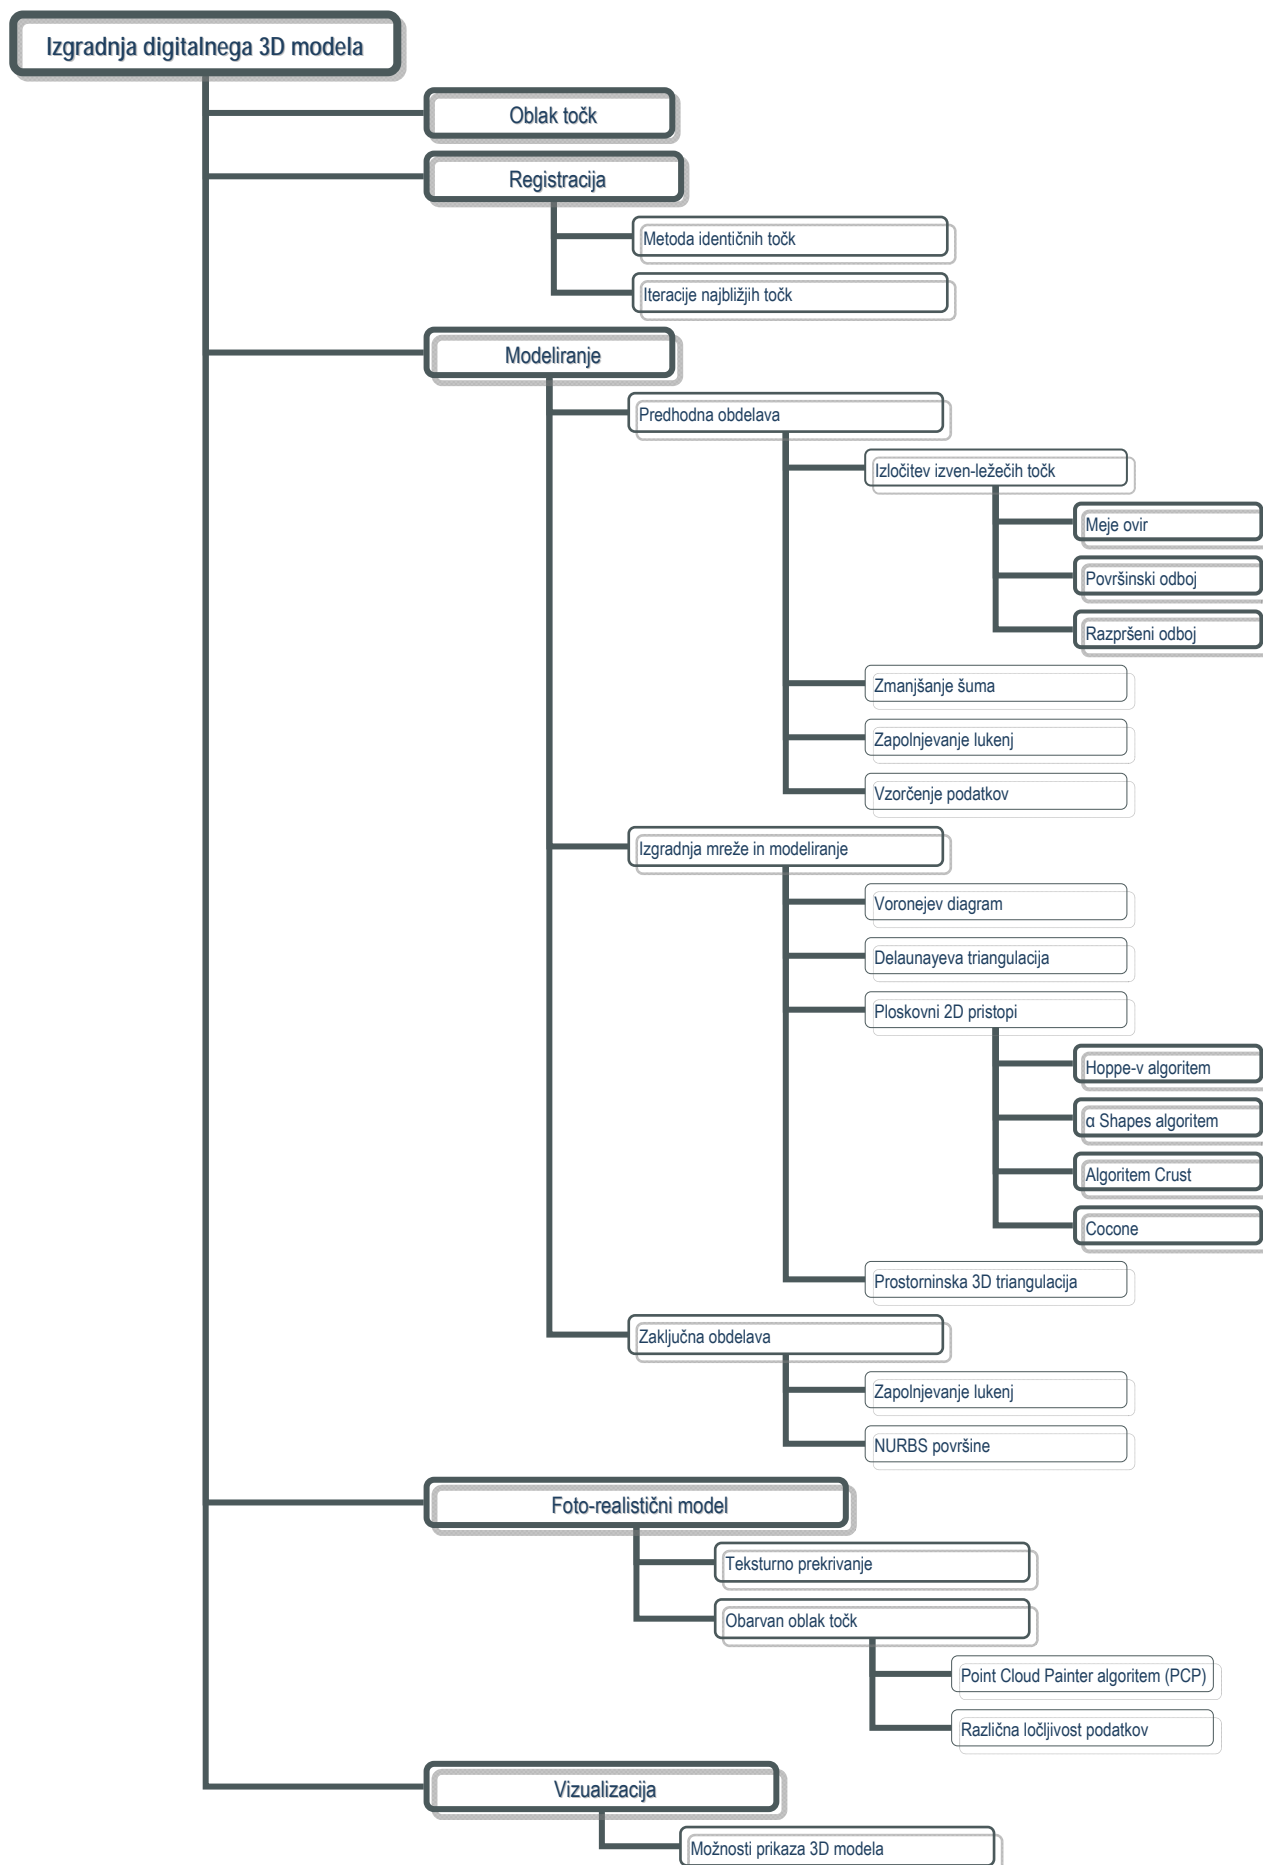 Izgradnja digitalnega 3D modela
Oblak točk
Registracija
Metoda identičnih točk
Iteracije najbližjih točk
Modeliranje
Predhodna obdelava
Izločitev izven-ležečih točk
Meje ovir
Površinski odboj
Razpršeni odboj
Zmanjšanje šuma
Zapolnjevanje lukenj
Vzorčenje podatkov
Izgradnja mreže in modeliranje
Voronejev diagram
Delaunayeva triangulacija
Ploskovni 2D pristopi
Hoppe-v algoritem
α Shapes algoritem
Algoritem Crust
Cocone
Prostorninska 3D triangulacija
Zaključna obdelava
Zapolnjevanje lukenj
NURBS površine
Foto-realistični model
Teksturno prekrivanje
Obarvan oblak točk
Point Cloud Painter algoritem (PCP)
Različna ločljivost podatkov
Vizualizacija
Možnosti prikaza 3D modela